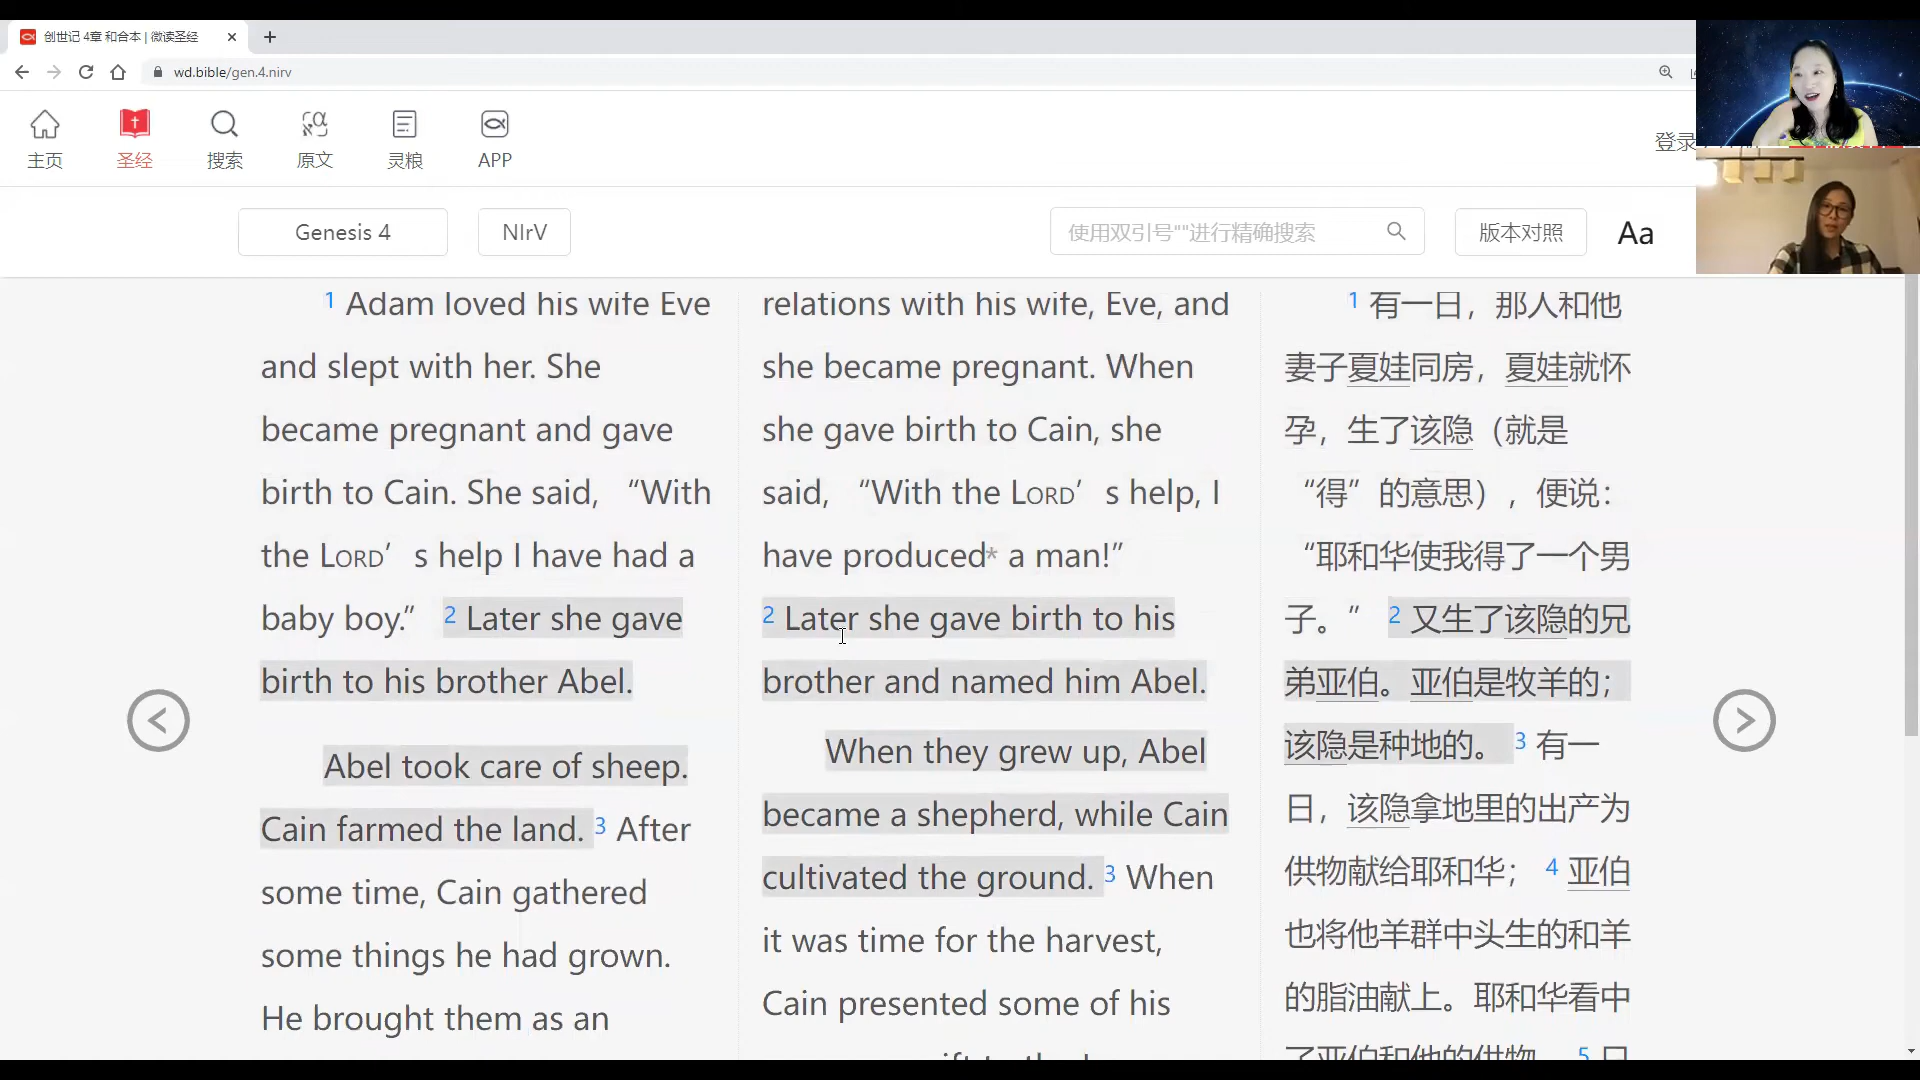 创世记 4章 和合本 | 微读圣经
wd.bible/gen.4.nirv
主页
圣经
搜索
原文
灵粮
APP
登录
Genesis 4
NIrV
使用双引号""进行精确搜索
版本对照
Aa
1 Adam loved his wife Eve
and slept with her. She
became pregnant and gave
birth to Cain. She said, “With
the LORD’s help I have had a
baby boy.” 2 Later she gave
birth to his brother Abel.
Abel took care of sheep.
Cain farmed the land. 3 After
some time, Cain gathered
some things he had grown.
He brought them as an
relations with his wife, Eve, and
she became pregnant. When
she gave birth to Cain, she
said, “With the LORD’s help, I
have produced* a man!”
2 Later she gave birth to his
brother and named him Abel.
When they grew up, Abel
became a shepherd, while Cain
cultivated the ground. 3 When
it was time for the harvest,
Cain presented some of his
1 有一日，那人和他
妻子夏娃同房，夏娃就怀
孕，生了该隐（就是
“得”的意思），便说：
“耶和华使我得了一个男
子。” 2 又生了该隐的兄
弟亚伯。亚伯是牧羊的；
该隐是种地的。 3 有一
日，该隐拿地里的出产为
供物献给耶和华； 4 亚伯
也将他羊群中头生的和羊
的脂油献上。耶和华看中
了亚伯和他的供物 5